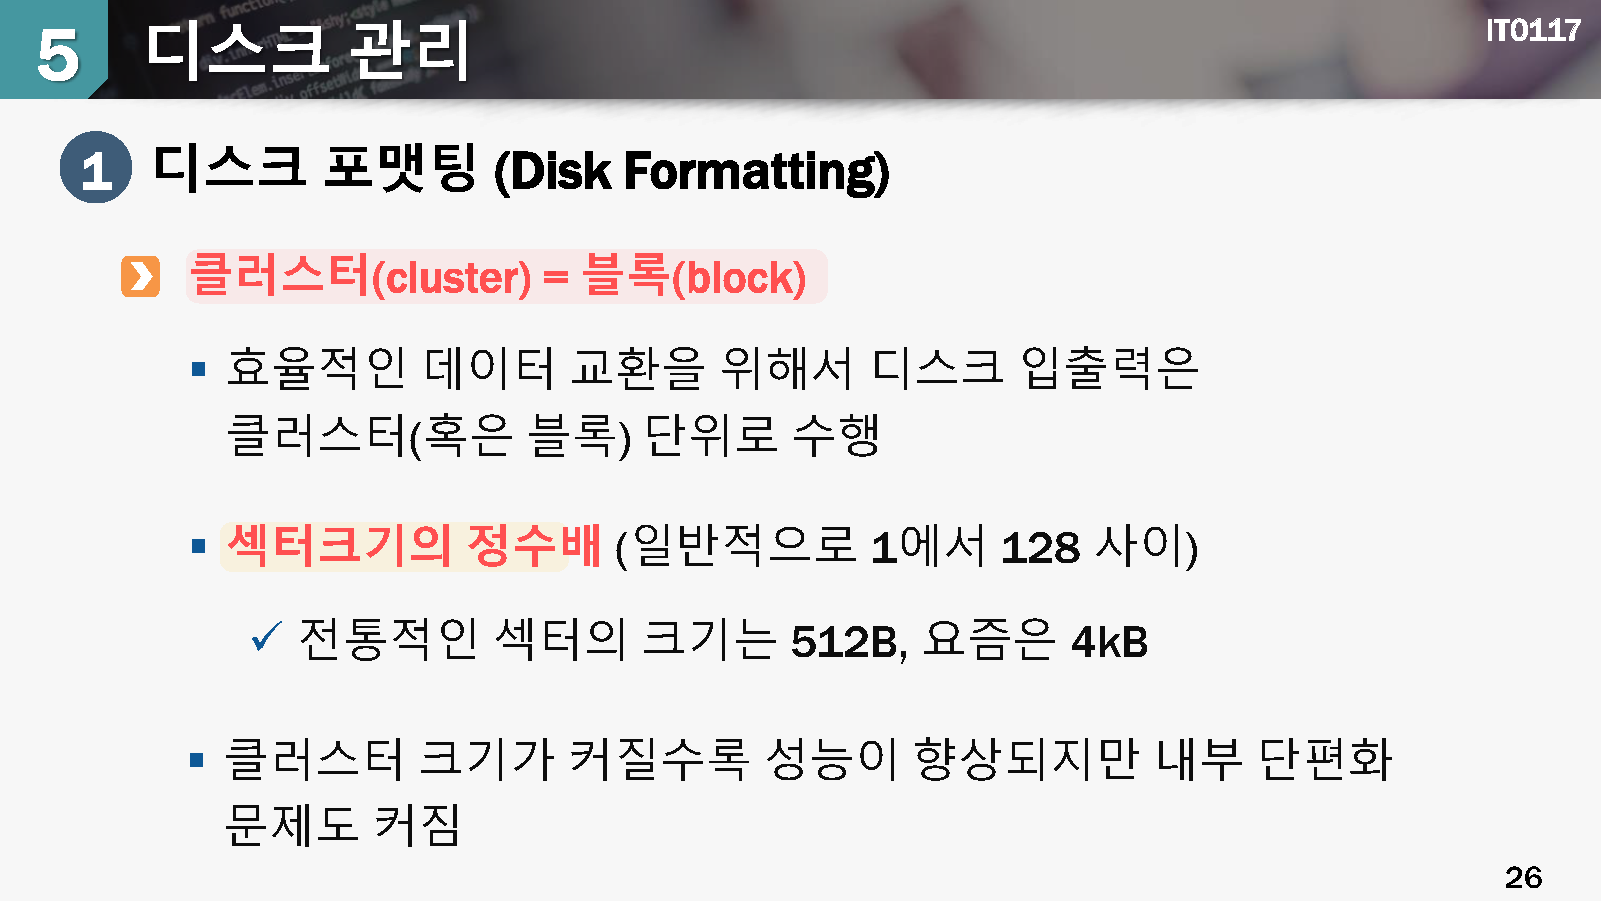 5 디스크 관리
IT0117
1 디스크 포맷팅 (Disk Formatting)
클러스터(cluster) = 블록(block)
▪ 효율적인 데이터 교환을 위해서 디스크 입출력은
클러스터(혹은 블록) 단위로 수행
▪ 섹터크기의 정수배 (일반적으로 1에서 128 사이)
✓ 전통적인 섹터의 크기는 512B, 요즘은 4kB
▪ 클러스터 크기가 커질수록 성능이 향상되지만 내부 단편화
문제도 커짐
26